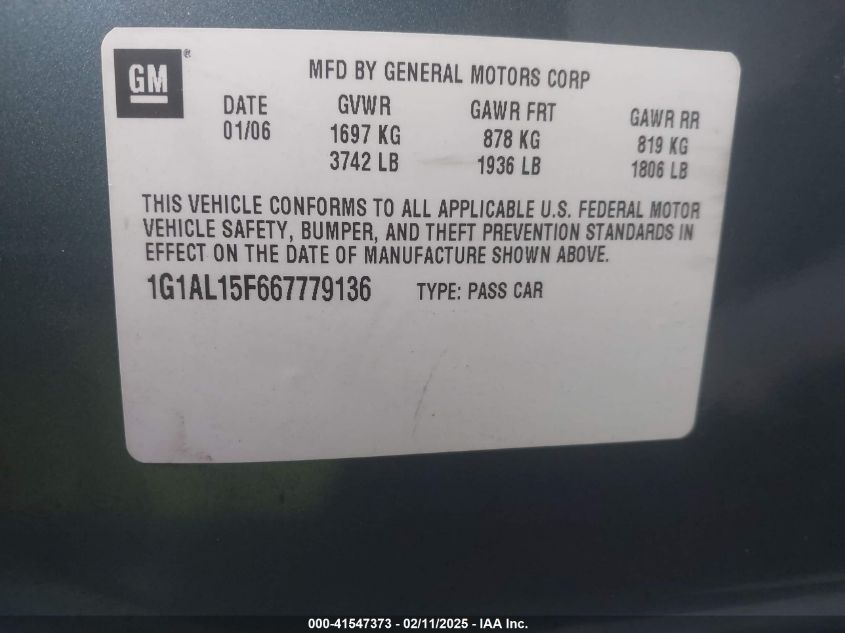 GM®
MFD BY GENERAL MOTORS CORP
DATE GVWR GAWR FRT GAWR RR
01/06 1697 KG 878 KG 819 KG
3742 LB 1936 LB 1806 LB
THIS VEHICLE CONFORMS TO ALL APPLICABLE U.S. FEDERAL MOTOR
VEHICLE SAFETY, BUMPER, AND THEFT PREVENTION STANDARDS IN
EFFECT ON THE DATE OF MANUFACTURE SHOWN ABOVE.
1G1AL15F667779136 TYPE: PASS CAR
000-41547373 - 02/11/2025 - IAA Inc.